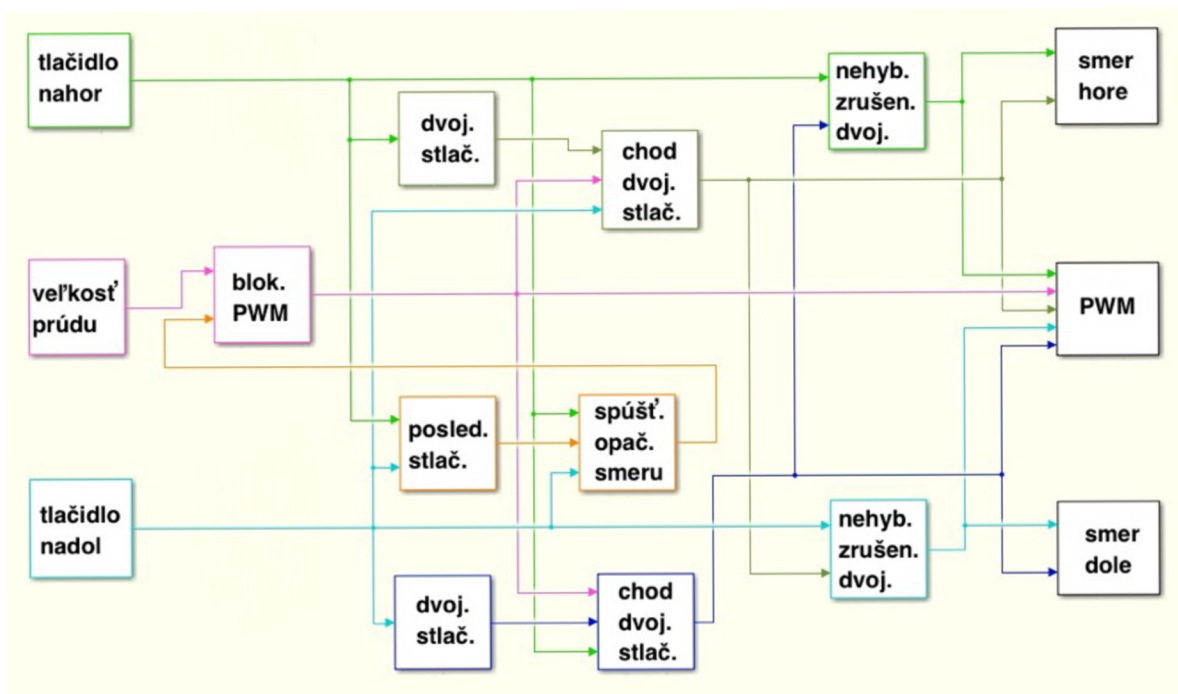 tlačidlo
nahor
dvoj.
stlač.
chod
dvoj.
stlač.
nehyb.
zrušen.
dvoj.
smer
hore
veľkosť
prúdu
blok.
PWM
PWM
posled.
stlač.
spúšť.
opač.
smeru
tlačidlo
nadol
dvoj.
stlač.
chod
dvoj.
stlač.
nehyb.
zrušen.
dvoj.
smer
dole